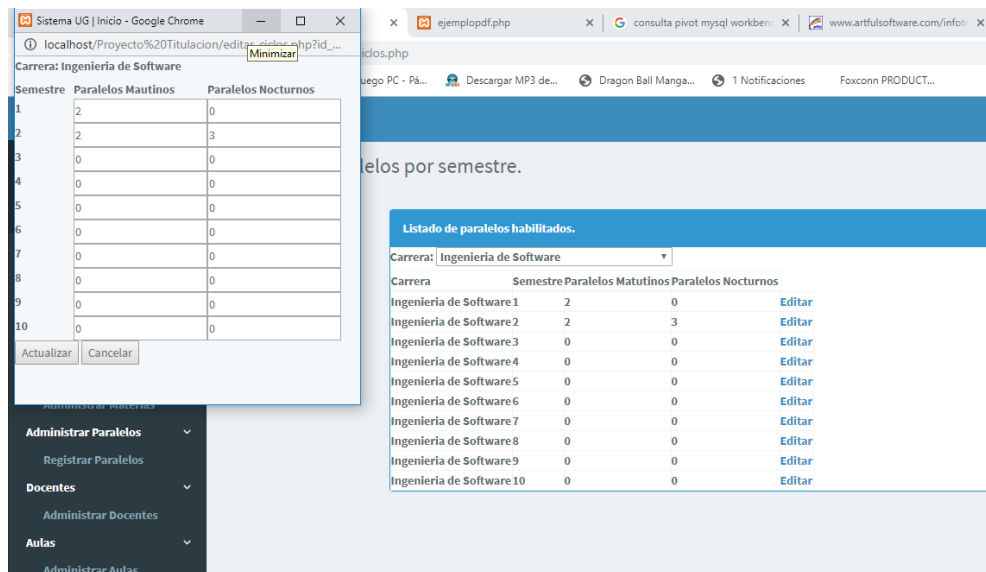 Sistema UG | Inicio - Google Chrome
localhost/Proyecto%20Titulacion/editar_ciclos.php?id_...
Minimizar
Carrera: Ingenieria de Software
Semestre Paralelos Mautinos Paralelos Nocturnos
1 2 0
2 2 3
3 0 0
4 0 0
5 0 0
6 0 0
7 0 0
8 0 0
9 0 0
10 0 0
Actualizar Cancelar
ejemplopdf.php
consulta pivot mysql workbenc
www.artfulsoftware.com/infotr
iclos.php
uego PC - Pá... Descargar MP3 de... Dragon Ball Manga... 1 Notificaciones Foxconn PRODUCT...
lelos por semestre.
Listado de paralelos habilitados.
Carrera: Ingenieria de Software
Carrera Semestre Paralelos Matutinos Paralelos Nocturnos
Ingenieria de Software 1 2 0 Editar
Ingenieria de Software 2 2 3 Editar
Ingenieria de Software 3 0 0 Editar
Ingenieria de Software 4 0 0 Editar
Ingenieria de Software 5 0 0 Editar
Ingenieria de Software 6 0 0 Editar
Ingenieria de Software 7 0 0 Editar
Ingenieria de Software 8 0 0 Editar
Ingenieria de Software 9 0 0 Editar
Ingenieria de Software 10 0 0 Editar
Administrar Materias
Administrar Paralelos
Registrar Paralelos
Docentes
Administrar Docentes
Aulas
Administrar Aulas